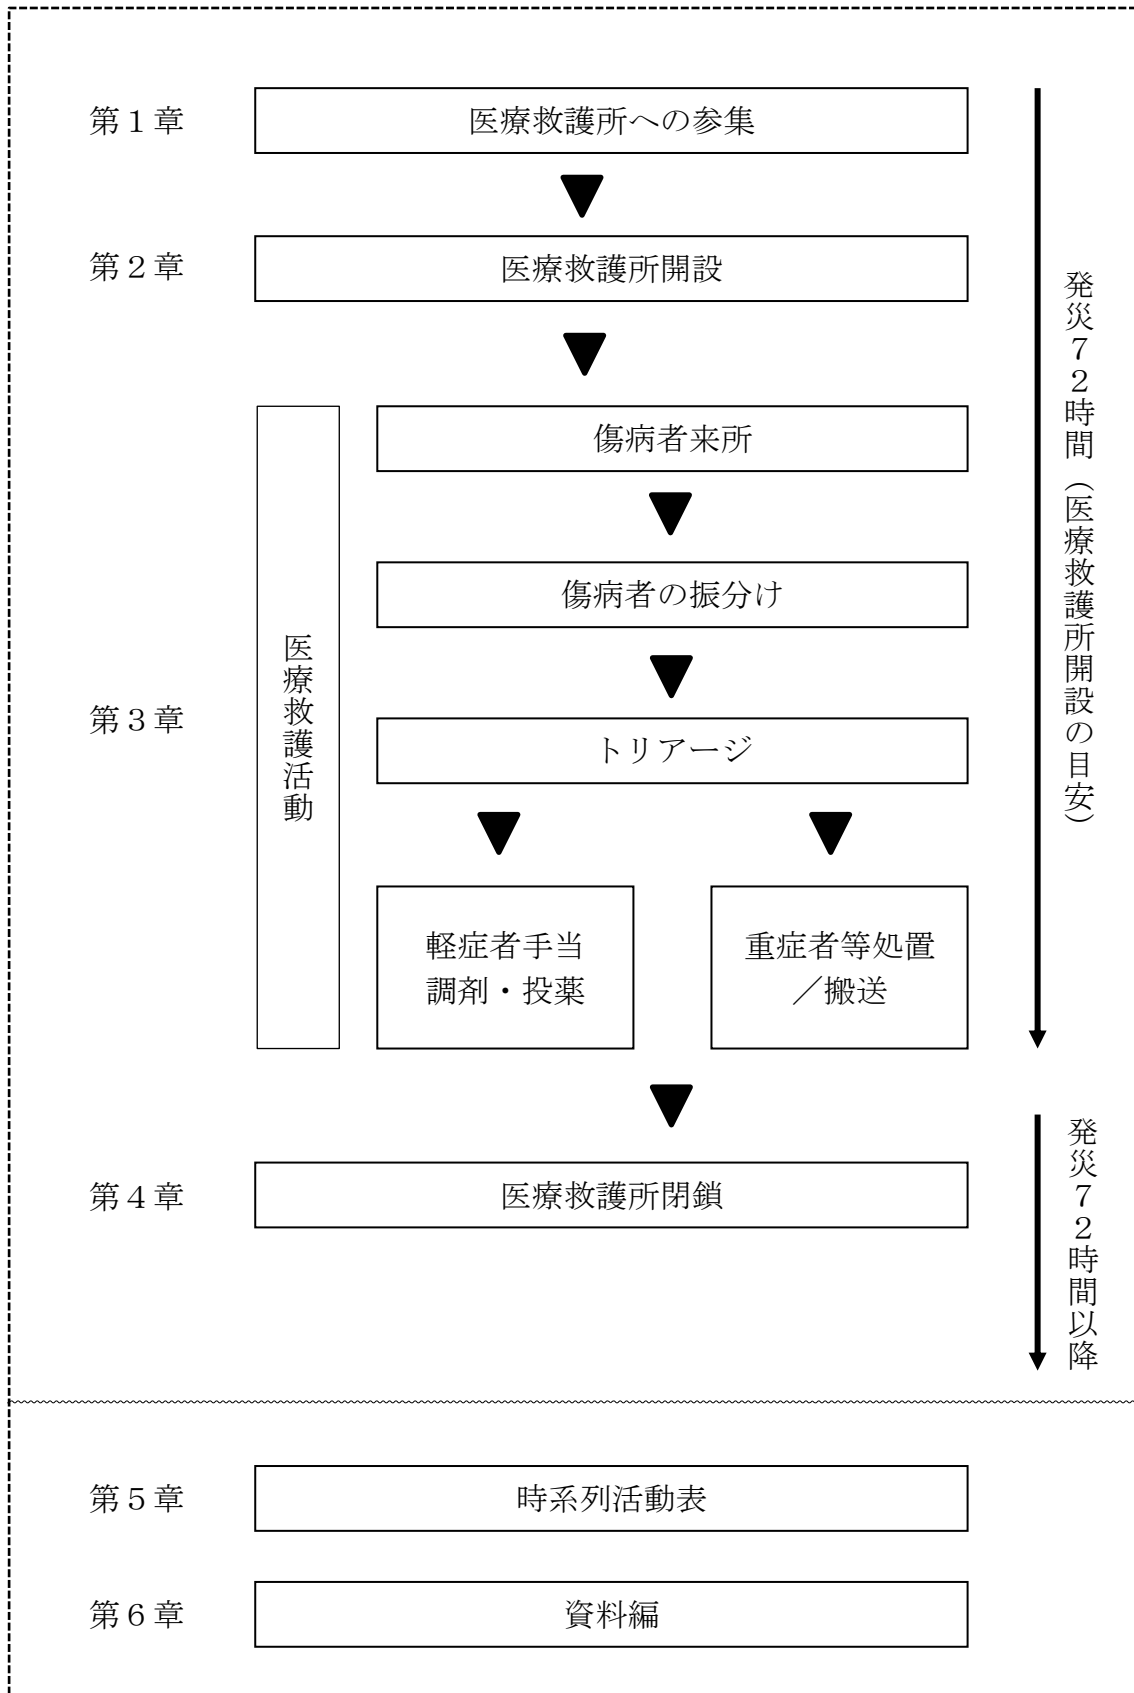 第１章
医療救護所への参集
第２章
医療救護所開設
発災７２時間（医療救護所開設の目安）
第３章
医療救護活動
傷病者来所
傷病者の振分け
トリアージ
軽症者手当
調剤・投薬
重症者等処置
／搬送
第４章
医療救護所閉鎖
発災７２時間以降
第５章
時系列活動表
第６章
資料編